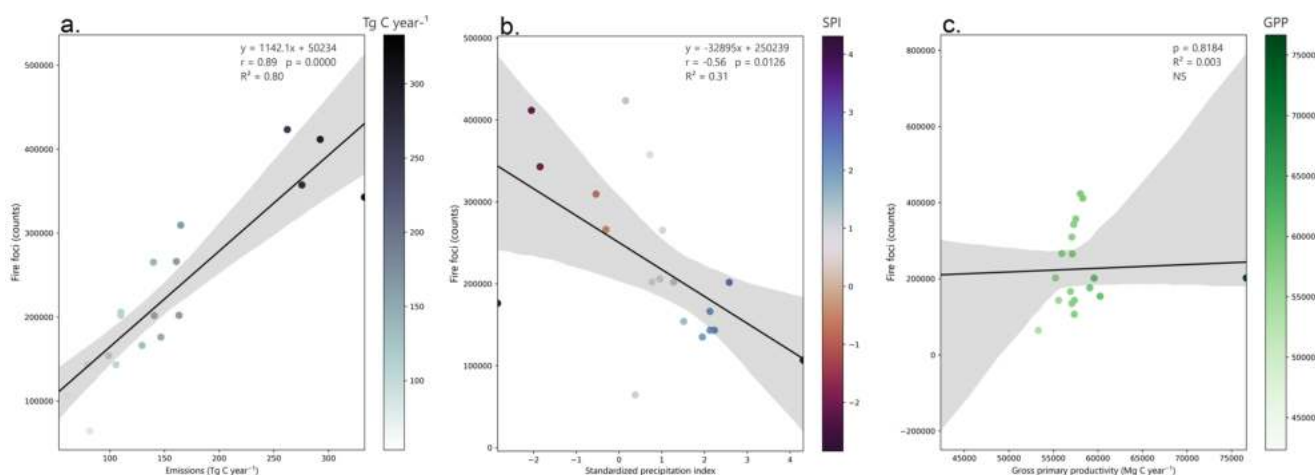 a.
Tg C year-¹
y = 1142.1x + 50234
r = 0.89 p = 0.0000
R² = 0.80
500000
400000
300000
200000
100000
Fire foci (counts)
100
150
200
250
300
Emissions (Tg C year⁻¹)
300
250
200
150
100
b.
SPI
y = -32895x + 250239
r = -0.56 p = 0.0126
R² = 0.31
500000
400000
300000
200000
100000
0
Fire foci (counts)
−2
−1
0
1
2
3
4
Standardized precipitation index
4
3
2
1
0
−1
−2
c.
GPP
p = 0.8184
R² = 0.003
NS
800000
600000
400000
200000
0
−200000
Fire foci (counts)
45000
50000
55000
60000
65000
70000
75000
Gross primary productivity (Mg C year⁻¹)
75000
70000
65000
60000
55000
50000
45000